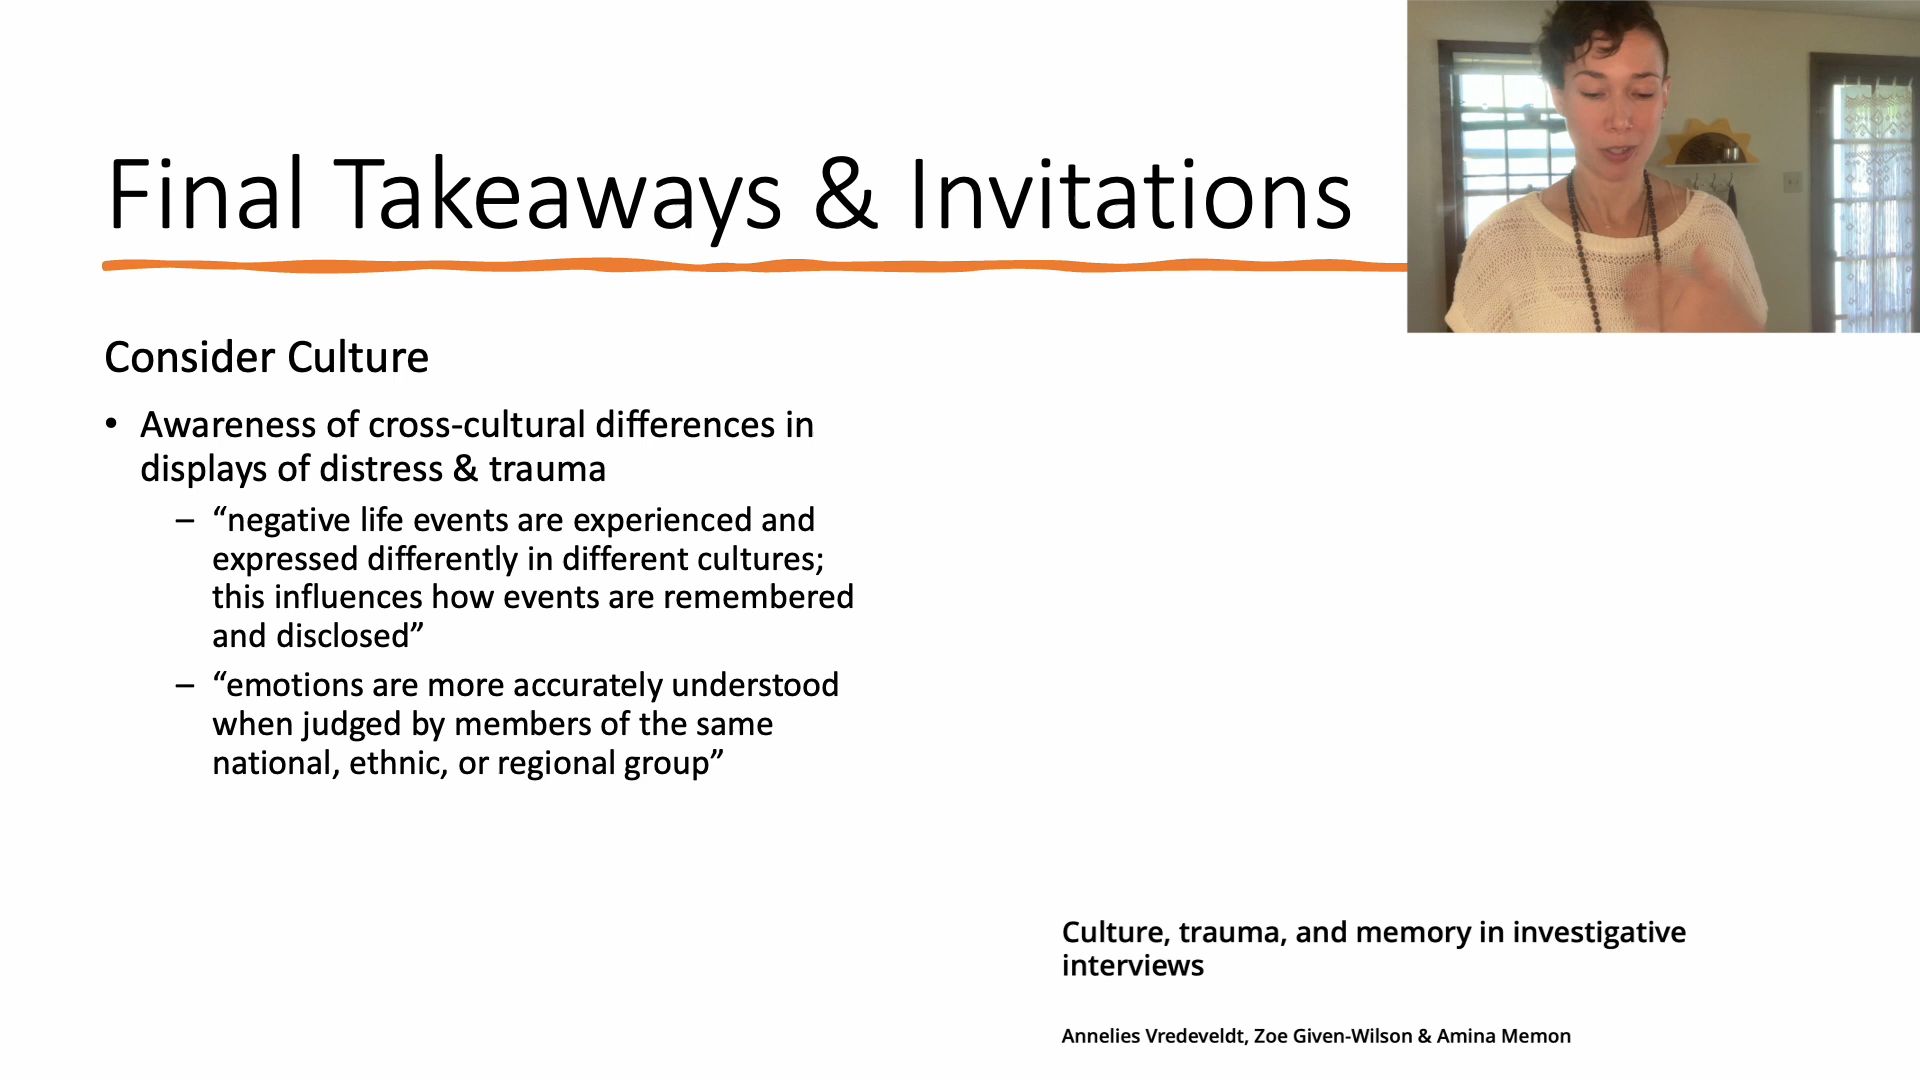 Final Takeaways & Invitations
Consider Culture
• Awareness of cross-cultural differences in
displays of distress & trauma
– “negative life events are experienced and
expressed differently in different cultures;
this influences how events are remembered
and disclosed”
– “emotions are more accurately understood
when judged by members of the same
national, ethnic, or regional group”
Culture, trauma, and memory in investigative
interviews
Annelies Vredeveldt, Zoe Given-Wilson & Amina Memon